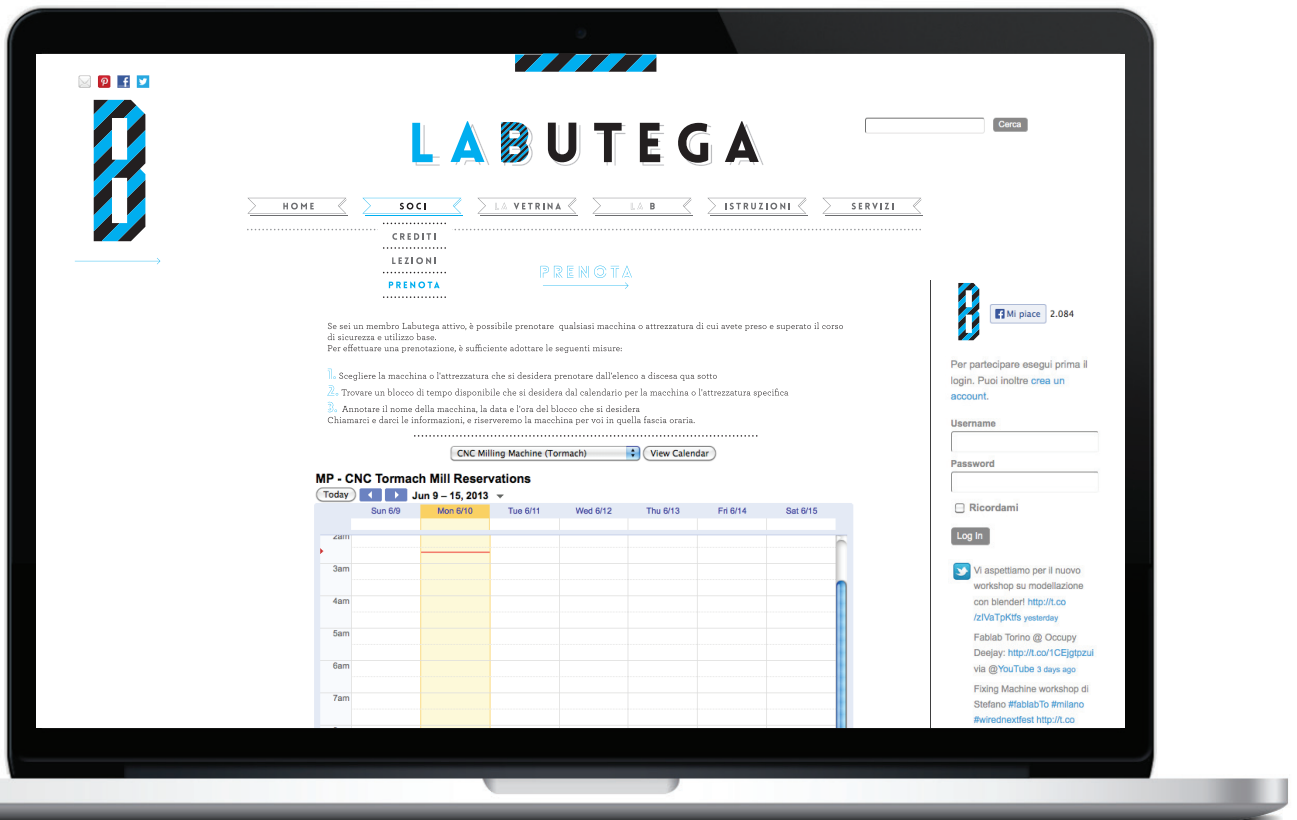 LABUTEGA
Cerca
HOME
SOCI
LA VETRINA
LA B
ISTRUZIONI
SERVIZI
CREDITI
LEZIONI
PRENOTA
PRENOTA
Se sei un membro Labutega attivo, è possibile prenotare qualsiasi macchina o attrezzatura di cui avete preso e superato il corso
di sicurezza e utilizzo base.
Per effettuare una prenotazione, è sufficiente adottare le seguenti misure:
1. Scegliere la macchina o l'attrezzatura che si desidera prenotare dall'elenco a discesa qua sotto
2. Trovare un blocco di tempo disponibile che si desidera dal calendario per la macchina o l'attrezzatura specifica
3. Annotare il nome della macchina, la data e l'ora del blocco che si desidera
Chiamarci e darci le informazioni, e riserveremo la macchina per voi in quella fascia oraria.
CNC Milling Machine (Tormach)
View Calendar
MP - CNC Tormach Mill Reservations
Today
Jun 9 – 15, 2013
Sun 6/9
Mon 6/10
Tue 6/11
Wed 6/12
Thu 6/13
Fri 6/14
Sat 6/15
2am
3am
4am
5am
6am
7am
B
Mi piace
2.084
Per partecipare esegui prima il
login. Puoi inoltre crea un
account.
Username
Password
Ricordami
Log In
Vi aspettiamo per il nuovo
workshop su modellazione
con blender! http://t.co
/zIVaTpKtfs yesterday
Fablab Torino @ Occupy
Deejay: http://t.co/1CEjgtpzui
via @YouTube 3 days ago
Fixing Machine workshop di
Stefano #fablabTo #milano
#wirednextfest http://t.co